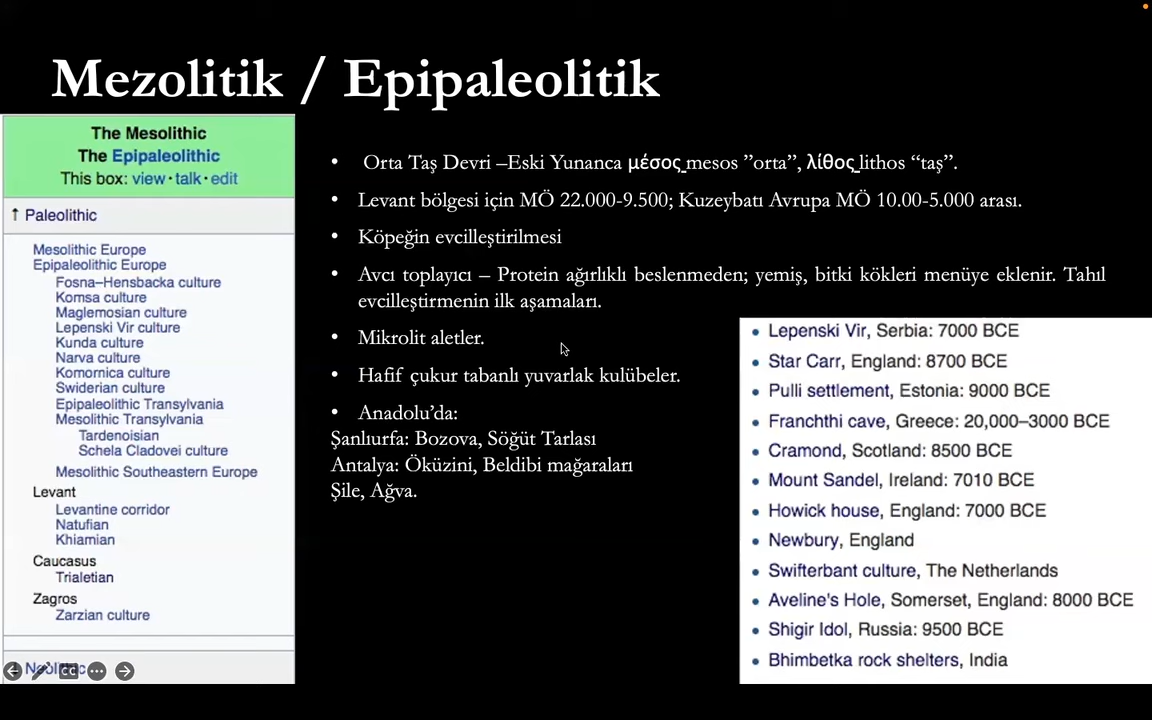 Mezolitik / Epipaleolitik
The Mesolithic
The Epipaleolithic
This box: view · talk · edit
↑ Paleolithic
Mesolithic Europe
Epipaleolithic Europe
Fosna–Hensbacka culture
Komsa culture
Maglemosian culture
Lepenski Vir culture
Kunda culture
Narva culture
Komornica culture
Swiderian culture
Epipaleolithic Transylvania
Mesolithic Transylvania
Tardenoisian
Schela Cladovei culture
Mesolithic Southeastern Europe
Levant
Levantine corridor
Natufian
Khiamian
Caucasus
Trialetian
Zagros
Zarzian culture
Neolithic
• Orta Taş Devri –Eski Yunanca μέσος mesos ”orta”, λίθος lithos “taş”.
• Levant bölgesi için MÖ 22.000-9.500; Kuzeybatı Avrupa MÖ 10.00-5.000 arası.
• Köpeğin evcilleştirilmesi
• Avcı toplayıcı – Protein ağırlıklı beslenmeden; yemiş, bitki kökleri menüye eklenir. Tahıl
evcilleştirmenin ilk aşamaları.
• Mikrolit aletler.
• Hafif çukur tabanlı yuvarlak kulübeler.
• Anadolu’da:
Şanlıurfa: Bozova, Söğüt Tarlası
Antalya: Öküzini, Beldibi mağaraları
Şile, Ağva.
• Lepenski Vir, Serbia: 7000 BCE
• Star Carr, England: 8700 BCE
• Pulli settlement, Estonia: 9000 BCE
• Franchthi cave, Greece: 20,000–3000 BCE
• Cramond, Scotland: 8500 BCE
• Mount Sandel, Ireland: 7010 BCE
• Howick house, England: 7000 BCE
• Newbury, England
• Swifterbant culture, The Netherlands
• Aveline's Hole, Somerset, England: 8000 BCE
• Shigir Idol, Russia: 9500 BCE
• Bhimbetka rock shelters, India